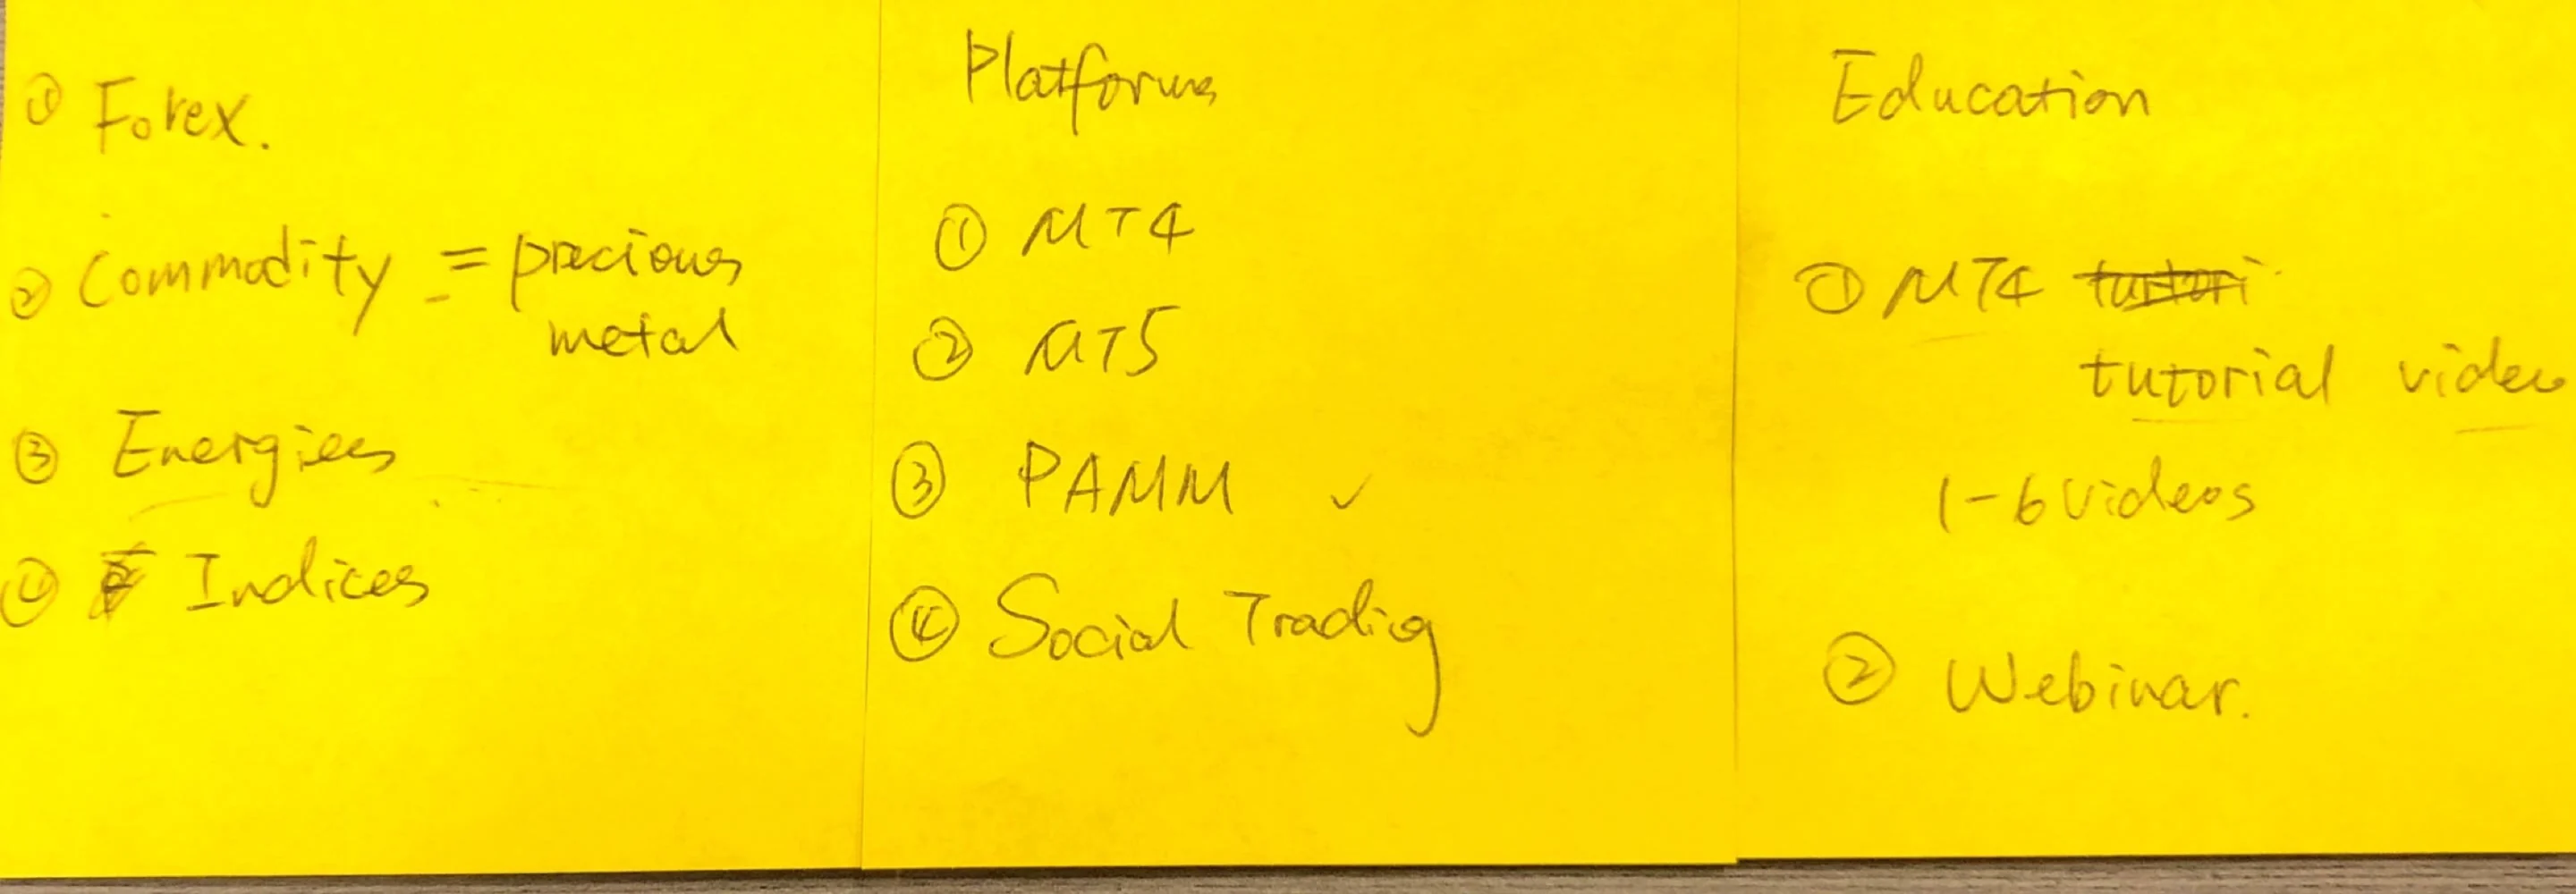 ① Forex.
② Commodity = precious
metal
③ Energies
④ Indices
Platforms
① MT4
② MT5
③ PAMM ✓
④ Social Trading
Education
① MT4 tutori
tutorial video
1-6 videos
② Webinar.